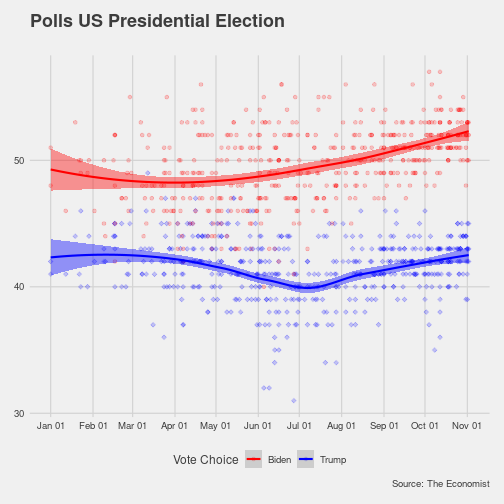 Polls US Presidential Election
50
40
30
Jan 01 Feb 01 Mar 01 Apr 01 May 01 Jun 01 Jul 01 Aug 01 Sep 01 Oct 01 Nov 01
Vote Choice Biden Trump
Source: The Economist